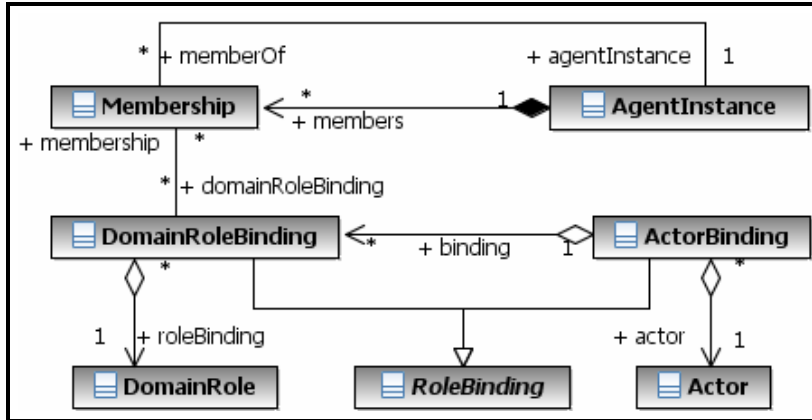 * + memberOf
+ agentInstance 1
Membership * 1 AgentInstance
+ members
+ membership *
* + domainRoleBinding
DomainRoleBinding * 1 ActorBinding
+ binding
* *
1 + roleBinding + actor 1
DomainRole RoleBinding Actor